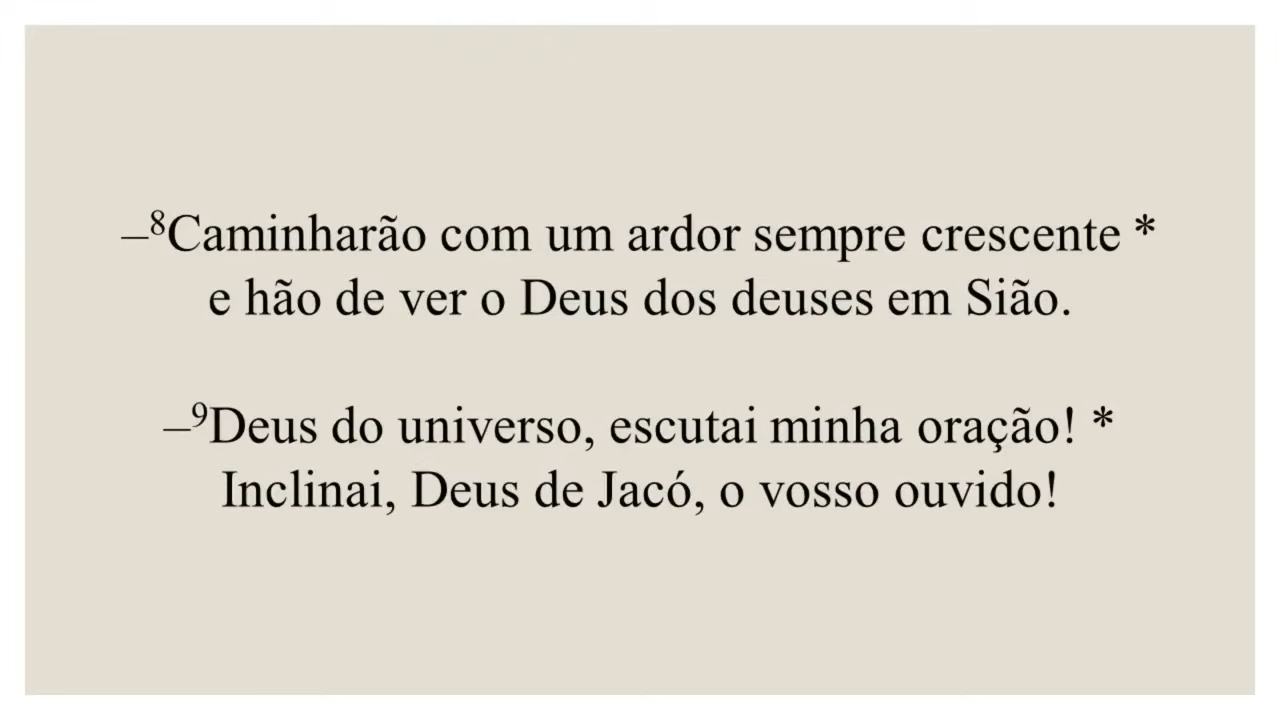 –⁸Caminharão com um ardor sempre crescente *
e hão de ver o Deus dos deuses em Sião.
–⁹Deus do universo, escutai minha oração! *
Inclinai, Deus de Jacó, o vosso ouvido!